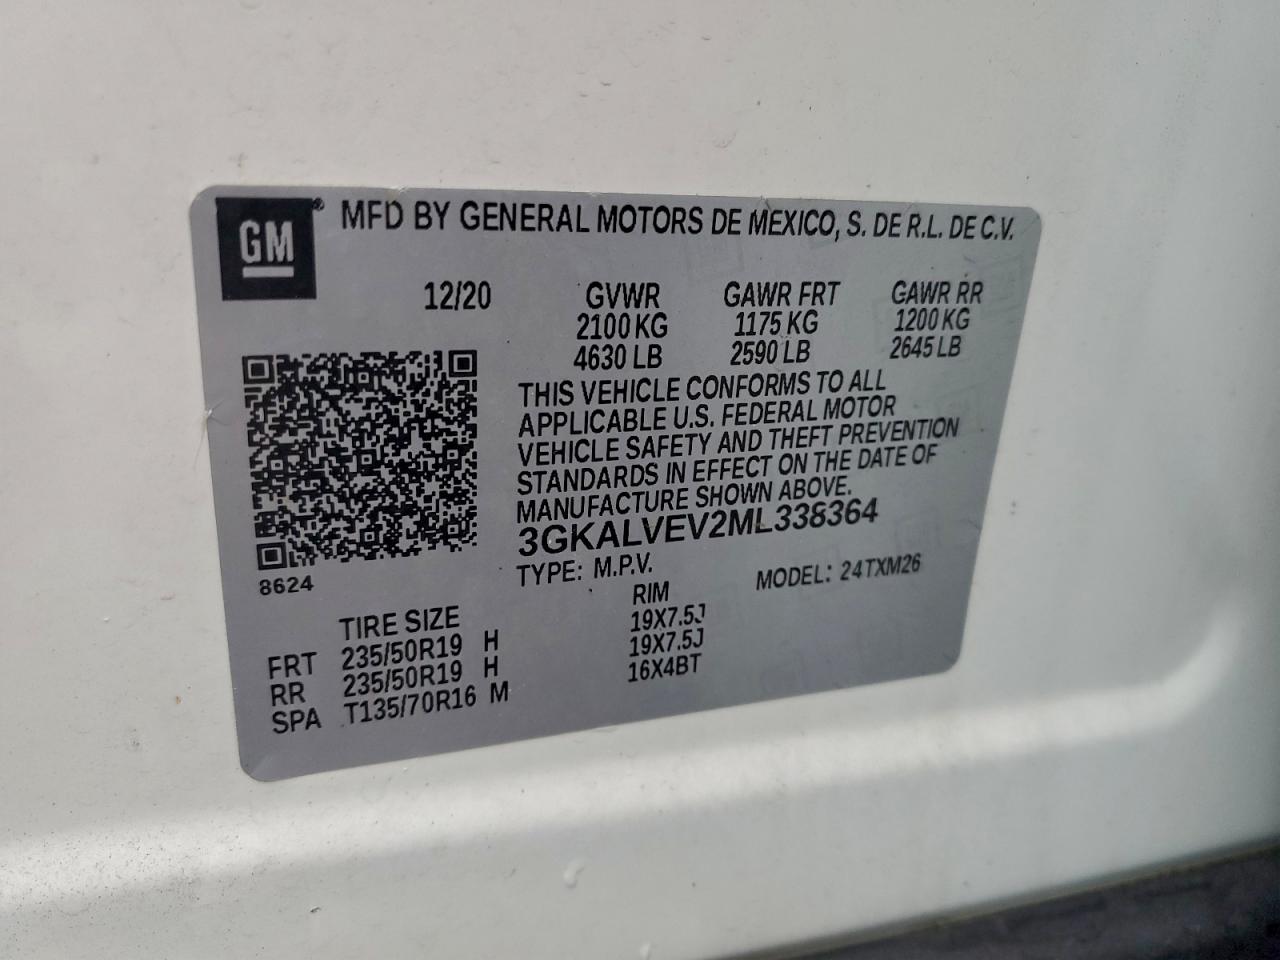 GM® MFD BY GENERAL MOTORS DE MEXICO, S. DE R.L. DE C.V.
12/20 GVWR GAWR FRT GAWR RR
2100 KG 1175 KG 1200 KG
4630 LB 2590 LB 2645 LB
THIS VEHICLE CONFORMS TO ALL
APPLICABLE U.S. FEDERAL MOTOR
VEHICLE SAFETY AND THEFT PREVENTION
STANDARDS IN EFFECT ON THE DATE OF
MANUFACTURE SHOWN ABOVE.
3GKALVEV2ML338364
8624 TYPE: M.P.V. MODEL: 24TXM26
TIRE SIZE RIM
FRT 235/50R19 H 19X7.5J
RR 235/50R19 H 19X7.5J
SPA T135/70R16 M 16X4BT